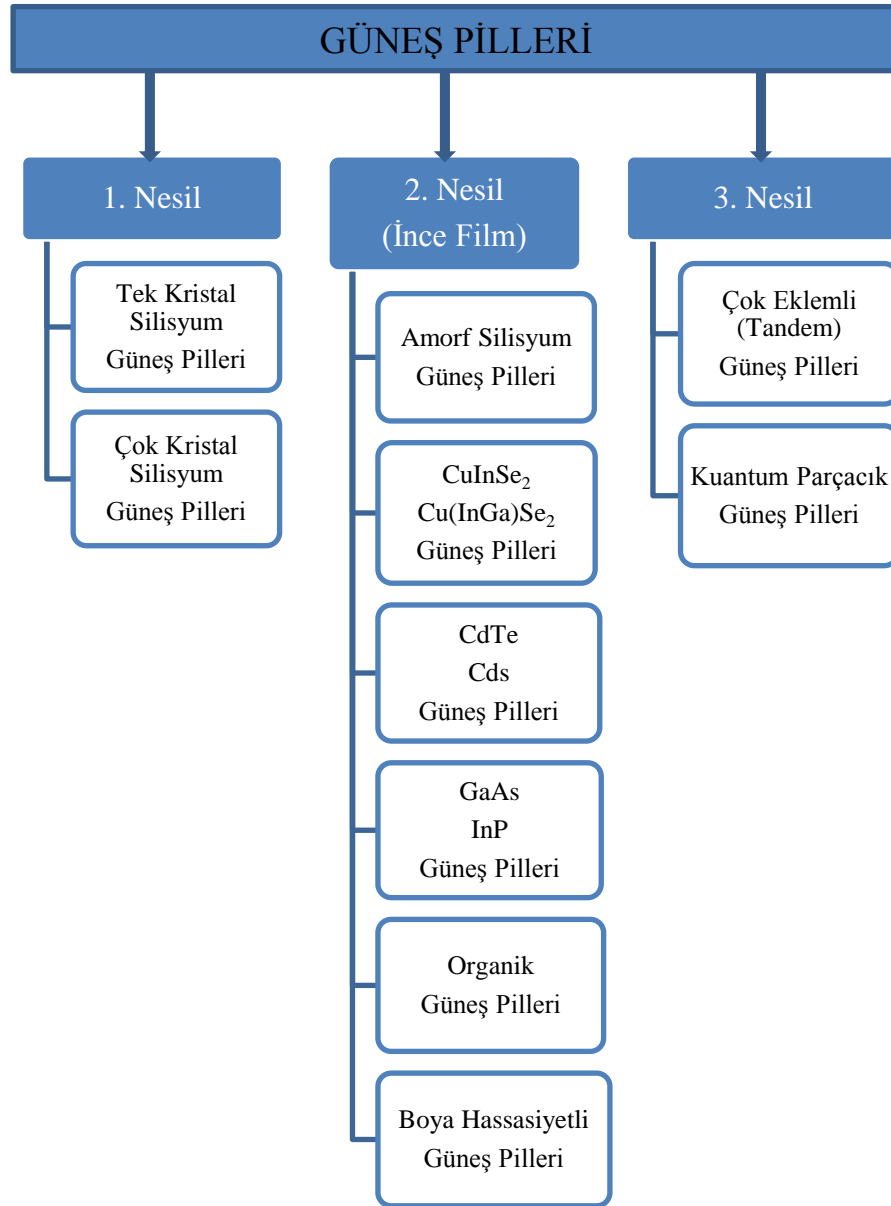 GÜNEŞ PİLLERİ
1. Nesil
Tek Kristal
Silisyum
Güneş Pilleri
Çok Kristal
Silisyum
Güneş Pilleri
2. Nesil
(İnce Film)
Amorf Silisyum
Güneş Pilleri
CuInSe₂
Cu(InGa)Se₂
Güneş Pilleri
CdTe
Cds
Güneş Pilleri
GaAs
InP
Güneş Pilleri
Organik
Güneş Pilleri
Boya Hassasiyetli
Güneş Pilleri
3. Nesil
Çok Eklemli
(Tandem)
Güneş Pilleri
Kuantum Parçacık
Güneş Pilleri